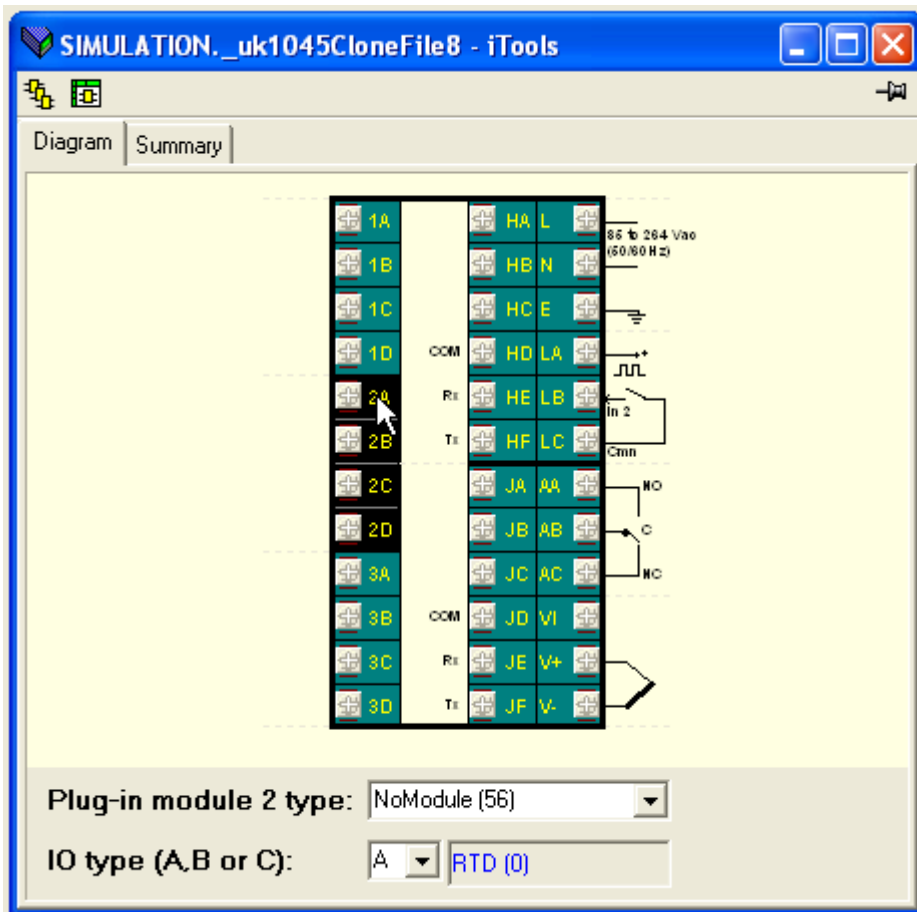 SIMULATION._uk1045CloneFile8 - iTools
Diagram Summary
1A HA L
85 to 264 Vac
(50/60Hz)
1B HB N
1C HC E
1D COM HD LA
2A Rx HE LB
In 2
2B Tx HF LC
Cmn
2C JA AA NO
2D JB AB C
3A JC AC NC
3B COM JD VI
3C Rx JE V+
3D Tx JF V-
Plug-in module 2 type: NoModule (56)
IO type (A,B or C): A RTD (0)